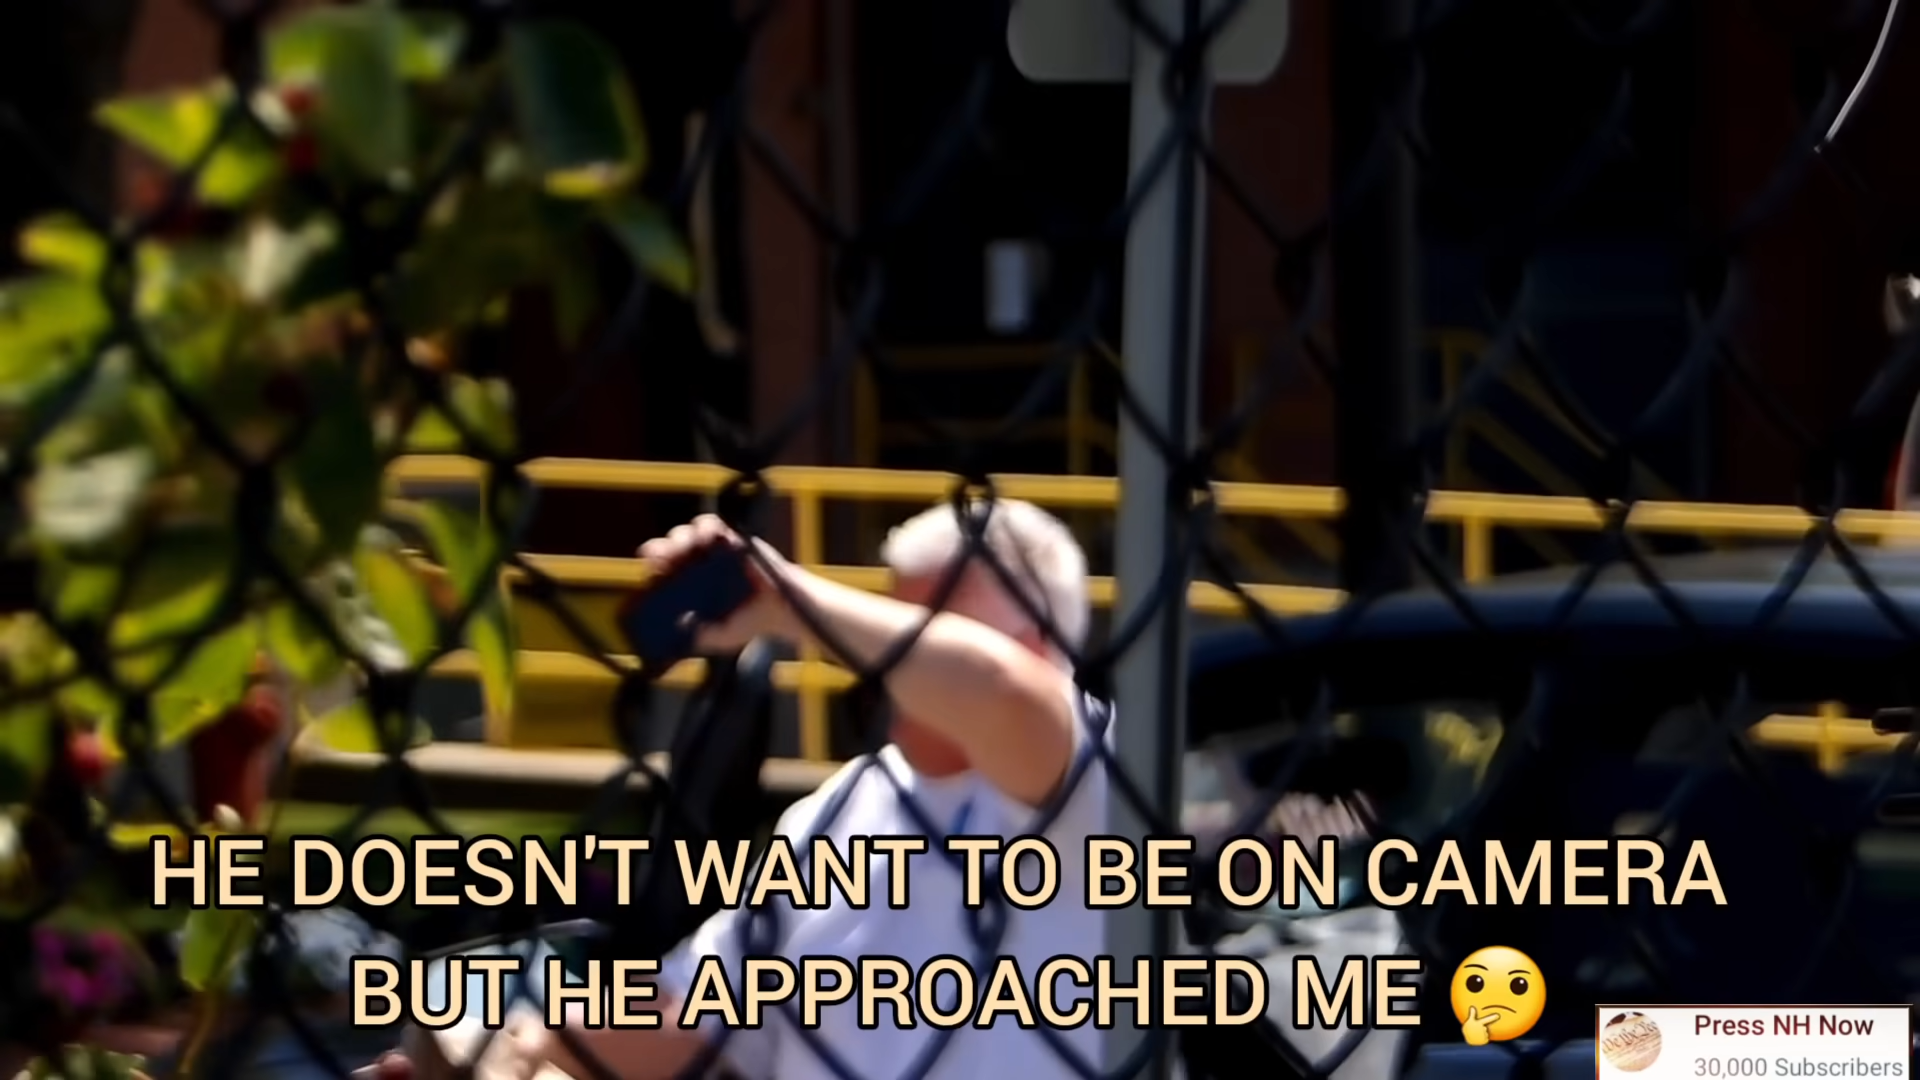 HE DOESN'T WANT TO BE ON CAMERA
BUT HE APPROACHED ME 🤔
Press NH Now
30,000 Subscribers